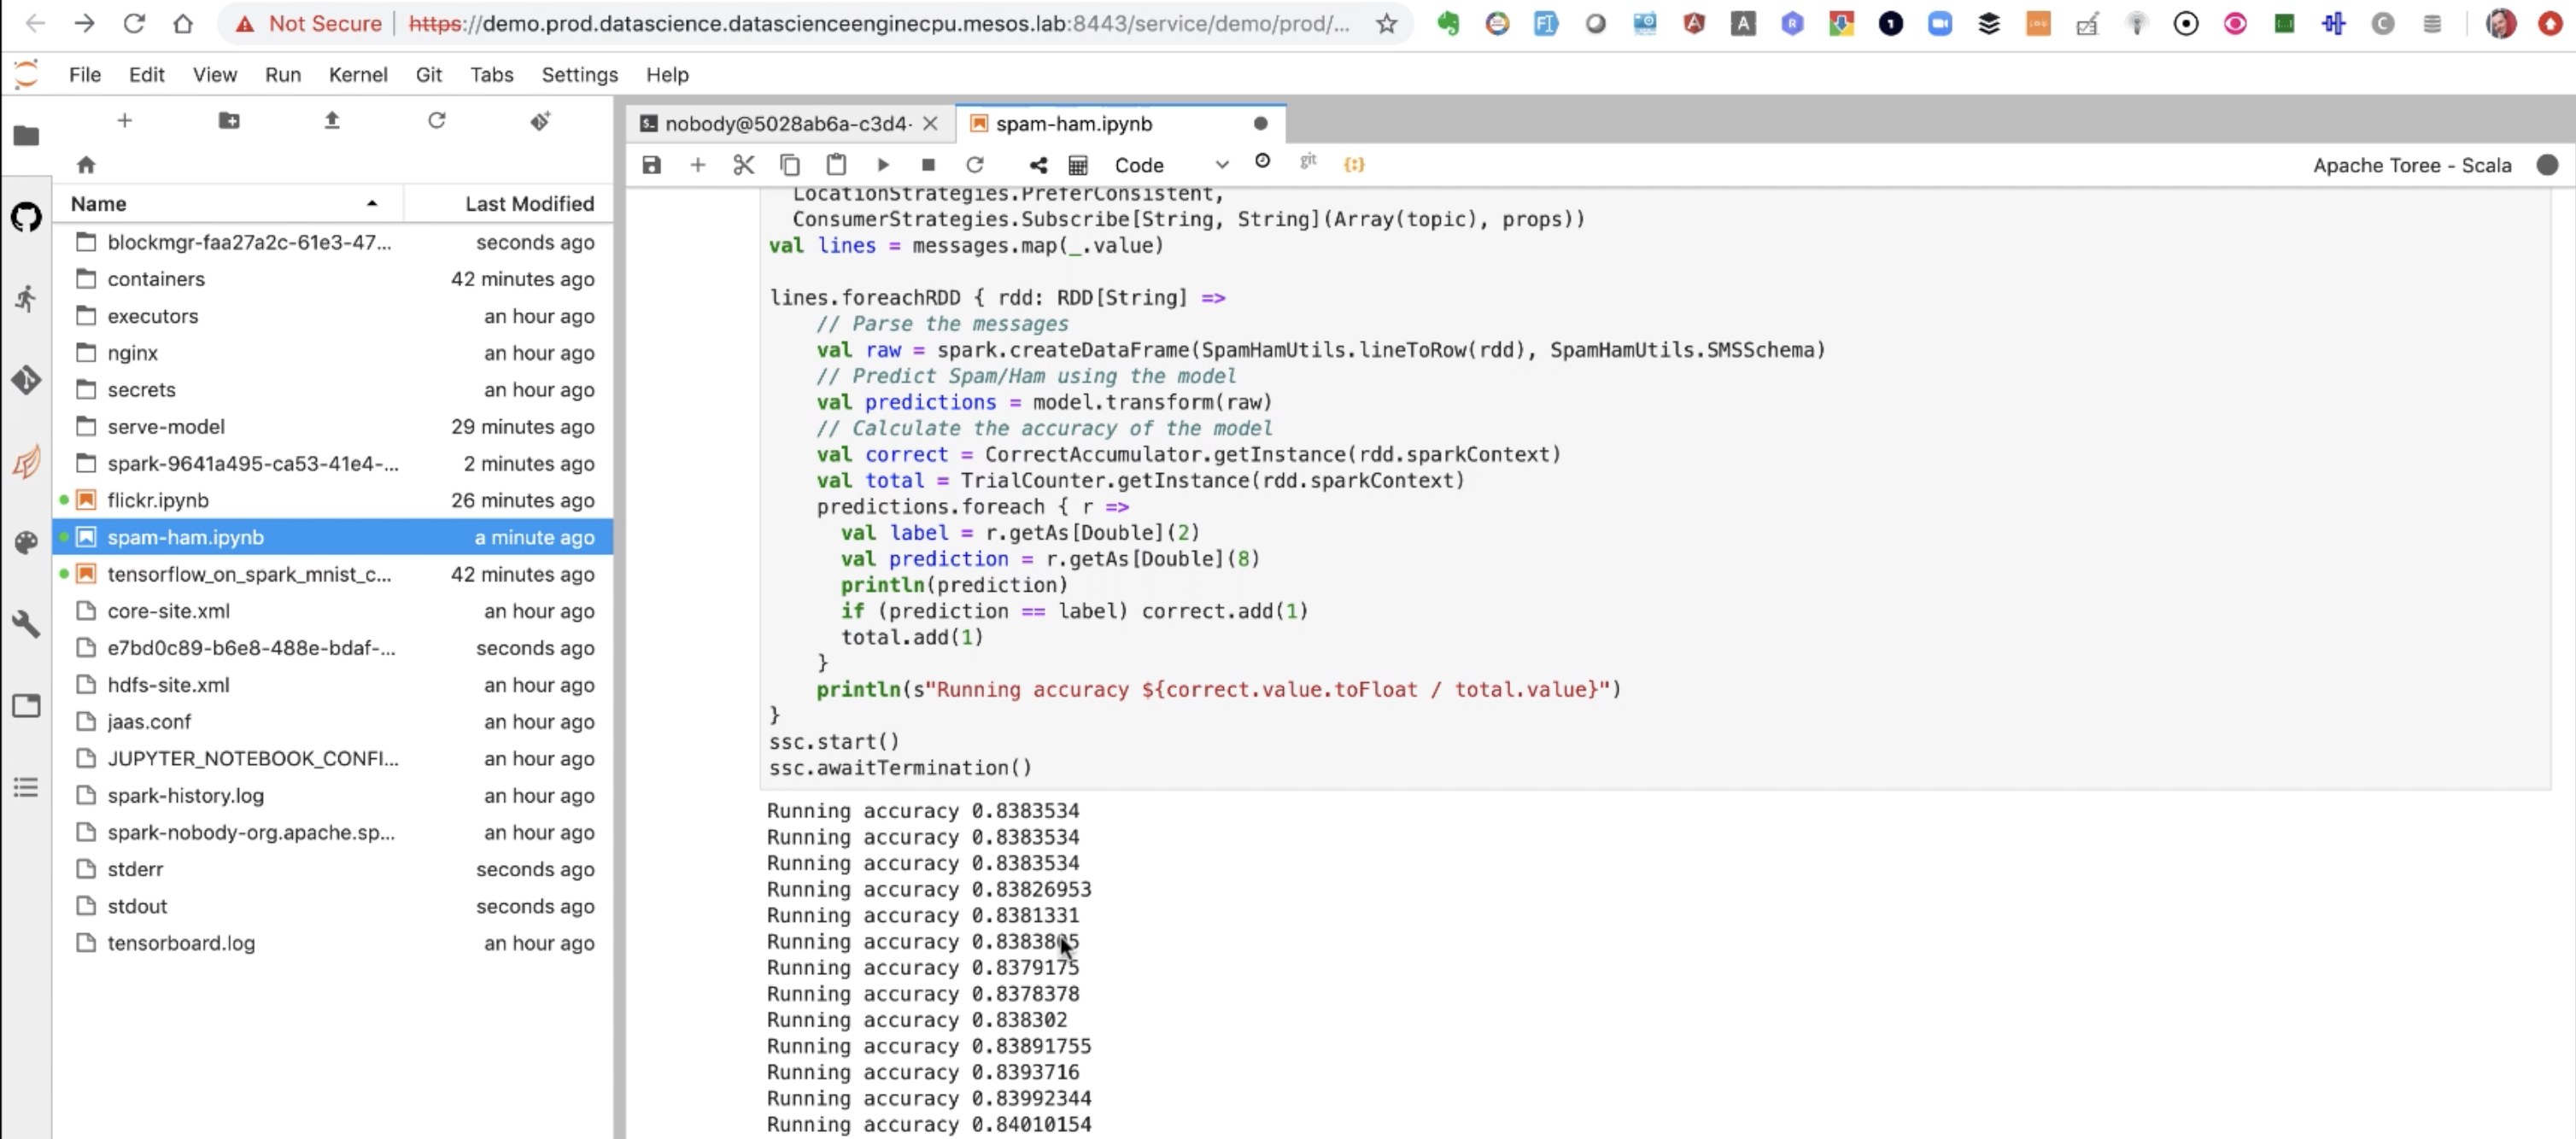 Not Secure | https://demo.prod.datascience.datascienceenginecpu.mesos.lab:8443/service/demo/prod/...
File Edit View Run Kernel Git Tabs Settings Help
nobody@5028ab6a-c3d4-
spam-ham.ipynb
Code
git
Apache Toree - Scala
Name Last Modified
blockmgr-faa27a2c-61e3-47... seconds ago
containers 42 minutes ago
executors an hour ago
nginx an hour ago
secrets an hour ago
serve-model 29 minutes ago
spark-9641a495-ca53-41e4-... 2 minutes ago
flickr.ipynb 26 minutes ago
spam-ham.ipynb a minute ago
tensorflow_on_spark_mnist_c... 42 minutes ago
core-site.xml an hour ago
e7bd0c89-b6e8-488e-bdaf-... seconds ago
hdfs-site.xml an hour ago
jaas.conf an hour ago
JUPYTER_NOTEBOOK_CONFI... an hour ago
spark-history.log an hour ago
spark-nobody-org.apache.sp... an hour ago
stderr seconds ago
stdout seconds ago
tensorboard.log an hour ago
LocationStrategies.PreferConsistent,
ConsumerStrategies.Subscribe[String, String](Array(topic), props))
val lines = messages.map(_.value)
lines.foreachRDD { rdd: RDD[String] =>
// Parse the messages
val raw = spark.createDataFrame(SpamHamUtils.lineToRow(rdd), SpamHamUtils.SMSSchema)
// Predict Spam/Ham using the model
val predictions = model.transform(raw)
// Calculate the accuracy of the model
val correct = CorrectAccumulator.getInstance(rdd.sparkContext)
val total = TrialCounter.getInstance(rdd.sparkContext)
predictions.foreach { r =>
val label = r.getAs[Double](2)
val prediction = r.getAs[Double](8)
println(prediction)
if (prediction == label) correct.add(1)
total.add(1)
}
println(s"Running accuracy ${correct.value.toFloat / total.value}")
}
ssc.start()
ssc.awaitTermination()
Running accuracy 0.8383534
Running accuracy 0.8383534
Running accuracy 0.8383534
Running accuracy 0.83826953
Running accuracy 0.8381331
Running accuracy
Running accuracy 0.8379175
Running accuracy 0.8378378
Running accuracy 0.838302
Running accuracy 0.83891755
Running accuracy 0.8393716
Running accuracy 0.83992344
Running accuracy 0.84010154